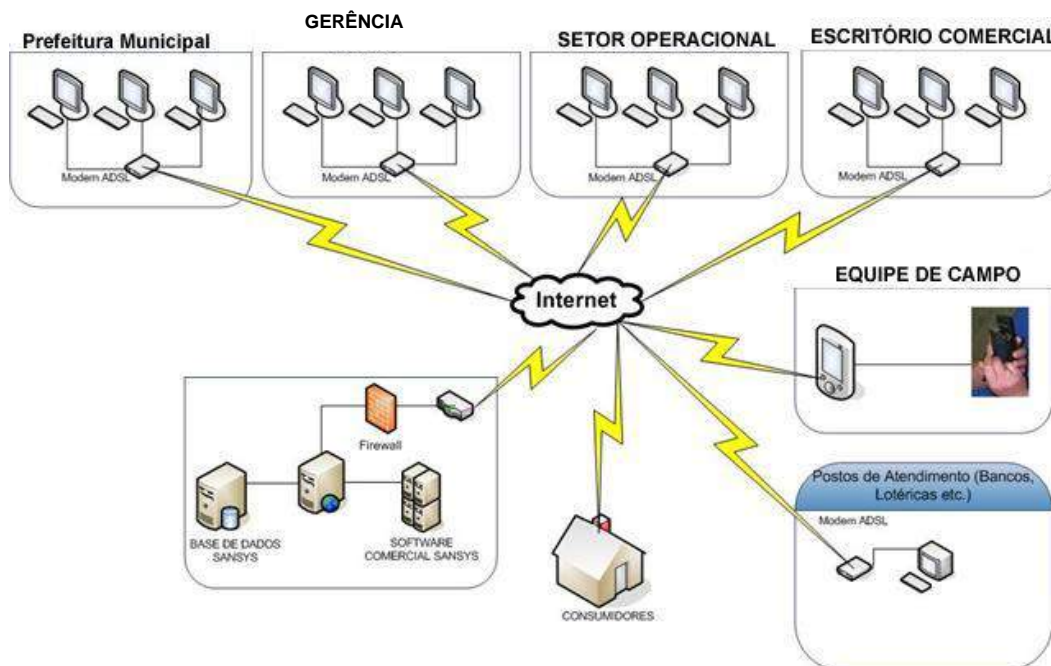 GERÊNCIA
Prefeitura Municipal
SETOR OPERACIONAL
ESCRITÓRIO COMERCIAL
Modem ADSL
Modem ADSL
Modem ADSL
Modem ADSL
Internet
EQUIPE DE CAMPO
Firewall
BASE DE DADOS
SANSYS
SOFTWARE
COMERCIAL SANSYS
CONSUMIDORES
Postos de Atendimento (Bancos,
Lotéricas etc.)
Modem ADSL